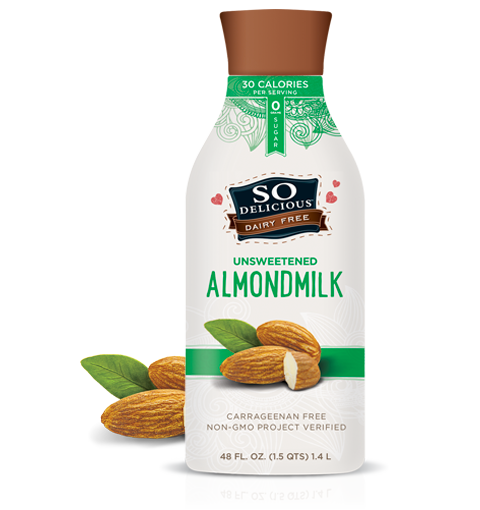 30 CALORIES
PER SERVING
0
GRAMS
SUGAR
SO
DELICIOUS®
DAIRY FREE
UNSWEETENED
ALMONDMILK
CARRAGEENAN FREE
NON-GMO PROJECT VERIFIED
48 FL. OZ. (1.5 QTS) 1.4 L